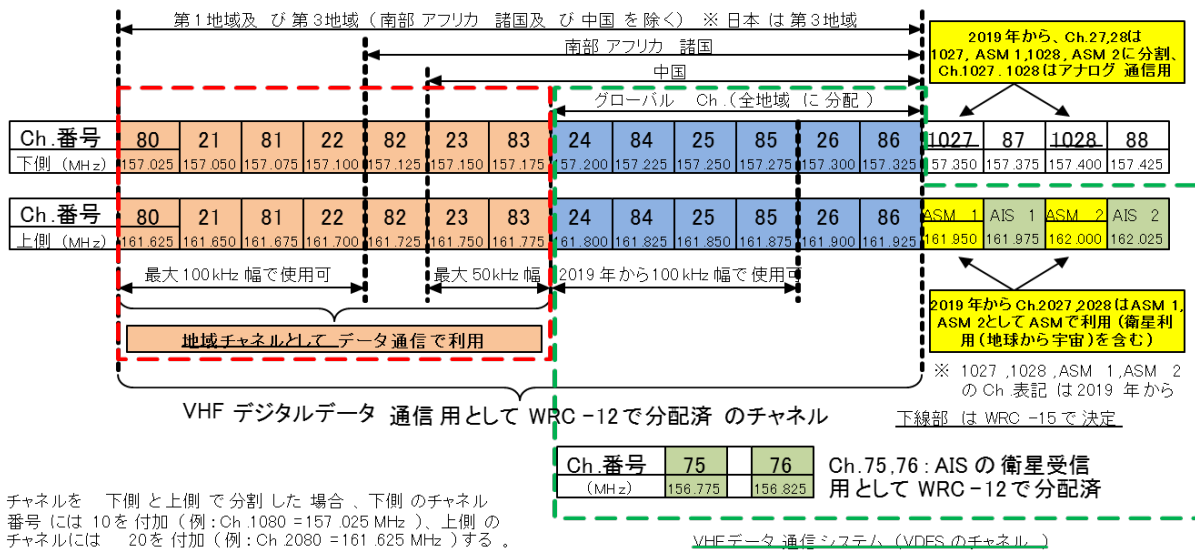 第1地域及び第3地域（南部アフリカ諸国及び中国を除く）※日本は第3地域
南部アフリカ諸国
中国
グローバル Ch.(全地域に分配)
2019年から、Ch.27,28は
1027, ASM 1,1028, ASM 2に分割、
Ch.1027 . 1028はアナログ通信用
Ch.番号 80 21 81 22 82 23 83 24 84 25 85 26 86 1027 87 1028 88
下側 (MHz) 157.025 157.050 157.075 157.100 157.125 157.150 157.175 157.200 157.225 157.250 157.275 157.300 157.325 157.350 157.375 157.400 157.425
Ch.番号 80 21 81 22 82 23 83 24 84 25 85 26 86 ASM 1 AIS 1 ASM 2 AIS 2
上側 (MHz) 161.625 161.650 161.675 161.700 161.725 161.750 161.775 161.800 161.825 161.850 161.875 161.900 161.925 161.950 161.975 162.000 162.025
最大100kHz幅で使用可 最大50kHz幅 2019年から100kHz幅で使用可
地域チャネルとしてデータ通信で利用
2019年からCh.2027,2028はASM 1,
ASM 2としてASMで利用（衛星利
用（地球から宇宙）を含む）
※ 1027 ,1028 ,ASM 1,ASM 2
のCh.表記は2019年から
VHFデジタルデータ通信用としてWRC-12で分配済のチャネル
下線部はWRC-15で決定
Ch.番号 75 76
(MHz) 156.775 156.825
Ch.75,76 : AISの衛星受信
用としてWRC-12で分配済
チャネルを下側と上側で分割した場合、下側のチャネル
番号には10を付加（例：Ch.1080 =157.025 MHz）、上側の
チャネルには20を付加（例：Ch.2080 =161.625 MHz）する。
VHFデータ通信システム（VDESのチャネル）